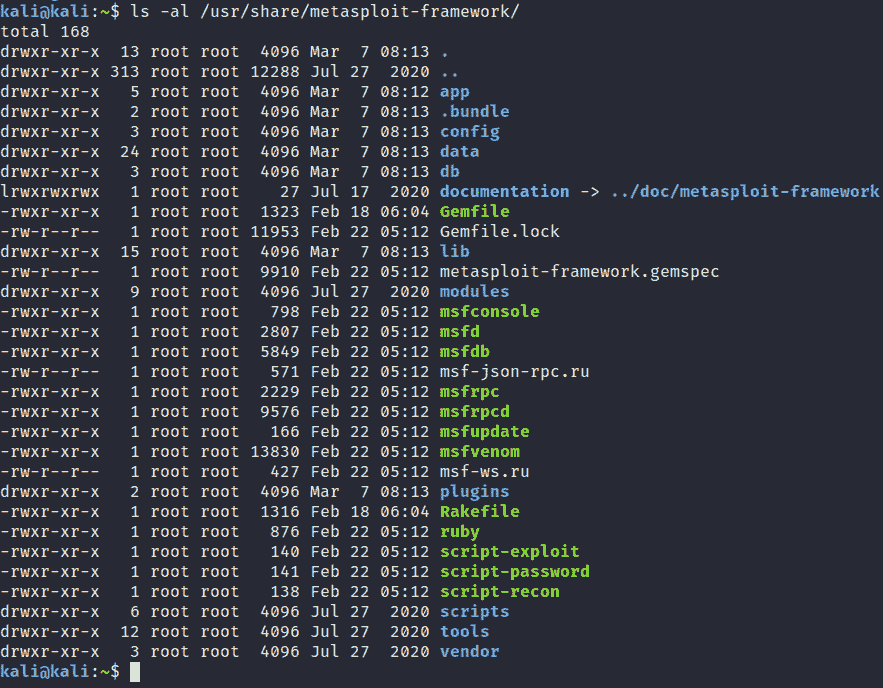 kali@kali:~$ ls -al /usr/share/metasploit-framework/
total 168
drwxr-xr-x  13 root root  4096 Mar  7 08:13 .
drwxr-xr-x 313 root root 12288 Jul 27  2020 ..
drwxr-xr-x   5 root root  4096 Mar  7 08:12 app
drwxr-xr-x   2 root root  4096 Mar  7 08:13 .bundle
drwxr-xr-x   3 root root  4096 Mar  7 08:13 config
drwxr-xr-x  24 root root  4096 Mar  7 08:13 data
drwxr-xr-x   3 root root  4096 Mar  7 08:13 db
lrwxrwxrwx   1 root root    27 Jul 17  2020 documentation -> ../doc/metasploit-framework
-rwxr-xr-x   1 root root  1323 Feb 18 06:04 Gemfile
-rw-r--r--   1 root root 11953 Feb 22 05:12 Gemfile.lock
drwxr-xr-x  15 root root  4096 Mar  7 08:13 lib
-rw-r--r--   1 root root  9910 Feb 22 05:12 metasploit-framework.gemspec
drwxr-xr-x   9 root root  4096 Jul 27  2020 modules
-rwxr-xr-x   1 root root   798 Feb 22 05:12 msfconsole
-rwxr-xr-x   1 root root  2807 Feb 22 05:12 msfd
-rwxr-xr-x   1 root root  5849 Feb 22 05:12 msfdb
-rw-r--r--   1 root root   571 Feb 22 05:12 msf-json-rpc.ru
-rwxr-xr-x   1 root root  2229 Feb 22 05:12 msfrpc
-rwxr-xr-x   1 root root  9576 Feb 22 05:12 msfrpcd
-rwxr-xr-x   1 root root   166 Feb 22 05:12 msfupdate
-rwxr-xr-x   1 root root 13830 Feb 22 05:12 msfvenom
-rw-r--r--   1 root root   427 Feb 22 05:12 msf-ws.ru
drwxr-xr-x   2 root root  4096 Mar  7 08:13 plugins
-rwxr-xr-x   1 root root  1316 Feb 18 06:04 Rakefile
-rwxr-xr-x   1 root root   876 Feb 22 05:12 ruby
-rwxr-xr-x   1 root root   140 Feb 22 05:12 script-exploit
-rwxr-xr-x   1 root root   141 Feb 22 05:12 script-password
-rwxr-xr-x   1 root root   138 Feb 22 05:12 script-recon
drwxr-xr-x   6 root root  4096 Jul 27  2020 scripts
drwxr-xr-x  12 root root  4096 Jul 27  2020 tools
drwxr-xr-x   3 root root  4096 Jul 27  2020 vendor
kali@kali:~$